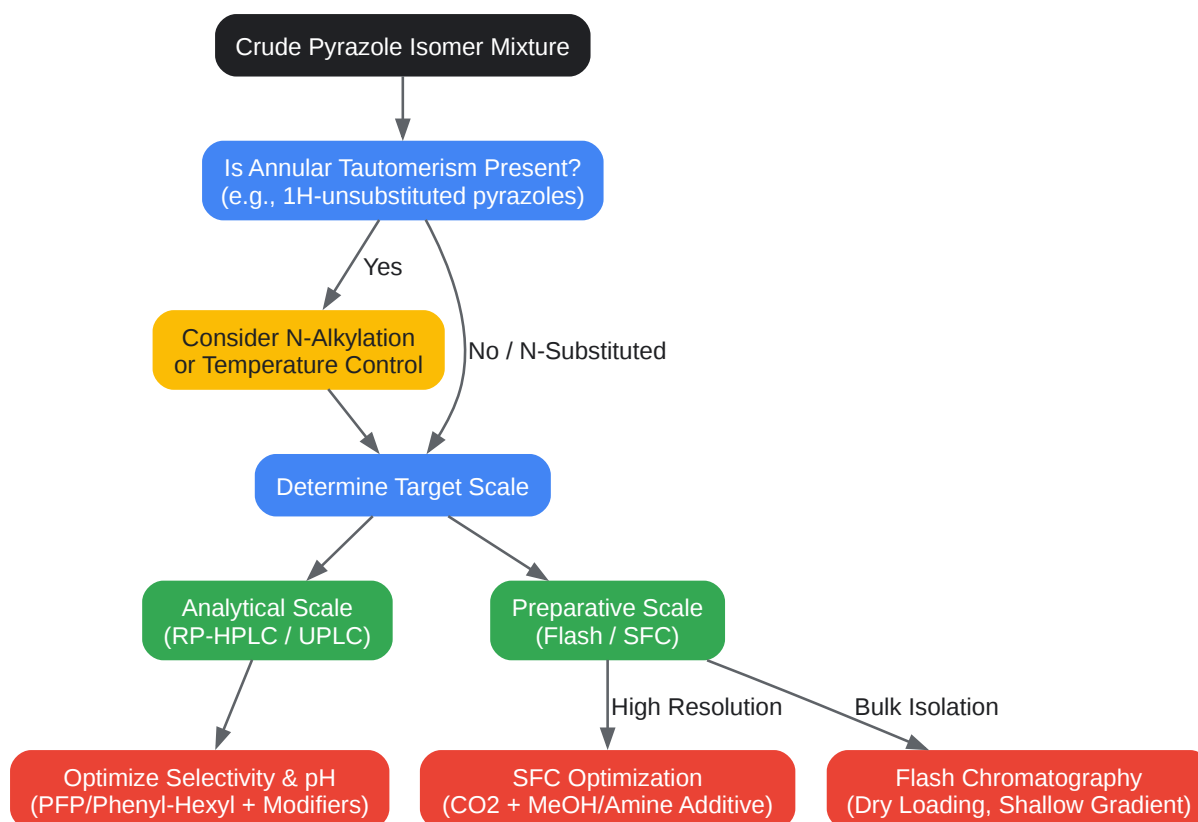 Crude Pyrazole Isomer Mixture
Is Annular Tautomerism Present?
(e.g., 1H-unsubstituted pyrazoles)
Yes
Consider N-Alkylation
or Temperature Control
No / N-Substituted
Determine Target Scale
Analytical Scale
(RP-HPLC / UPLC)
Preparative Scale
(Flash / SFC)
High Resolution
Bulk Isolation
Optimize Selectivity & pH
(PFP/Phenyl-Hexyl + Modifiers)
SFC Optimization
(CO2 + MeOH/Amine Additive)
Flash Chromatography
(Dry Loading, Shallow Gradient)